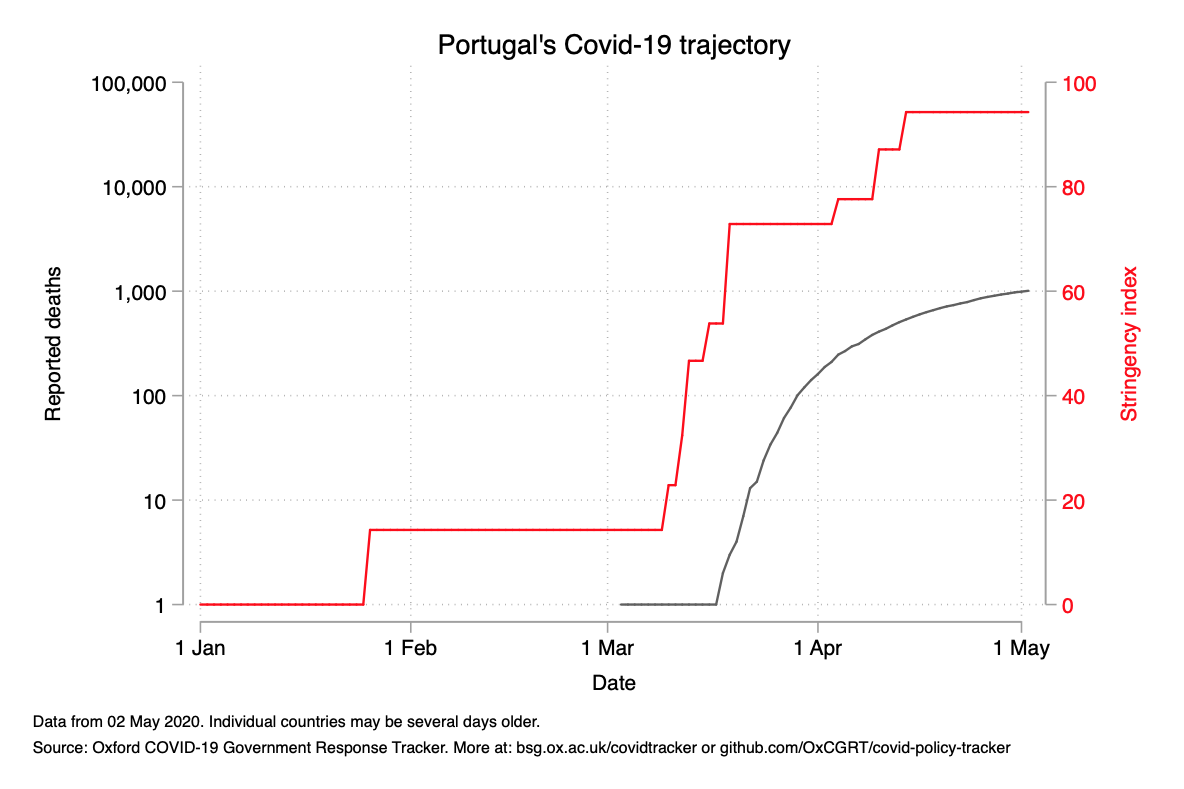 Portugal's Covid-19 trajectory
100,000
10,000
1,000
100
10
1
Reported deaths
100
80
60
40
20
0
Stringency index
1 Jan
1 Feb
1 Mar
1 Apr
1 May
Date
Data from 02 May 2020. Individual countries may be several days older.
Source: Oxford COVID-19 Government Response Tracker. More at: bsg.ox.ac.uk/covidtracker or github.com/OxCGRT/covid-policy-tracker